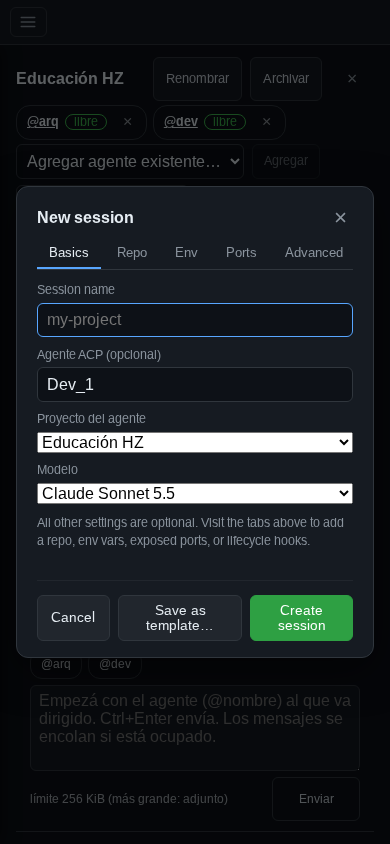 Educación HZ
Renombrar
Archivar
×
@arq libre ×
@dev libre ×
Agregar agente existente…
Agregar
New session
×
Basics
Repo
Env
Ports
Advanced
Session name
my-project
Agente ACP (opcional)
Dev_1
Proyecto del agente
Educación HZ
Modelo
Claude Sonnet 5.5
All other settings are optional. Visit the tabs above to add
a repo, env vars, exposed ports, or lifecycle hooks.
Cancel
Save as
template…
Create
session
@arq
@dev
Empezá con el agente (@nombre) al que va
dirigido. Ctrl+Enter envía. Los mensajes se
encolan si está ocupado.
límite 256 KiB (más grande: adjunto)
Enviar